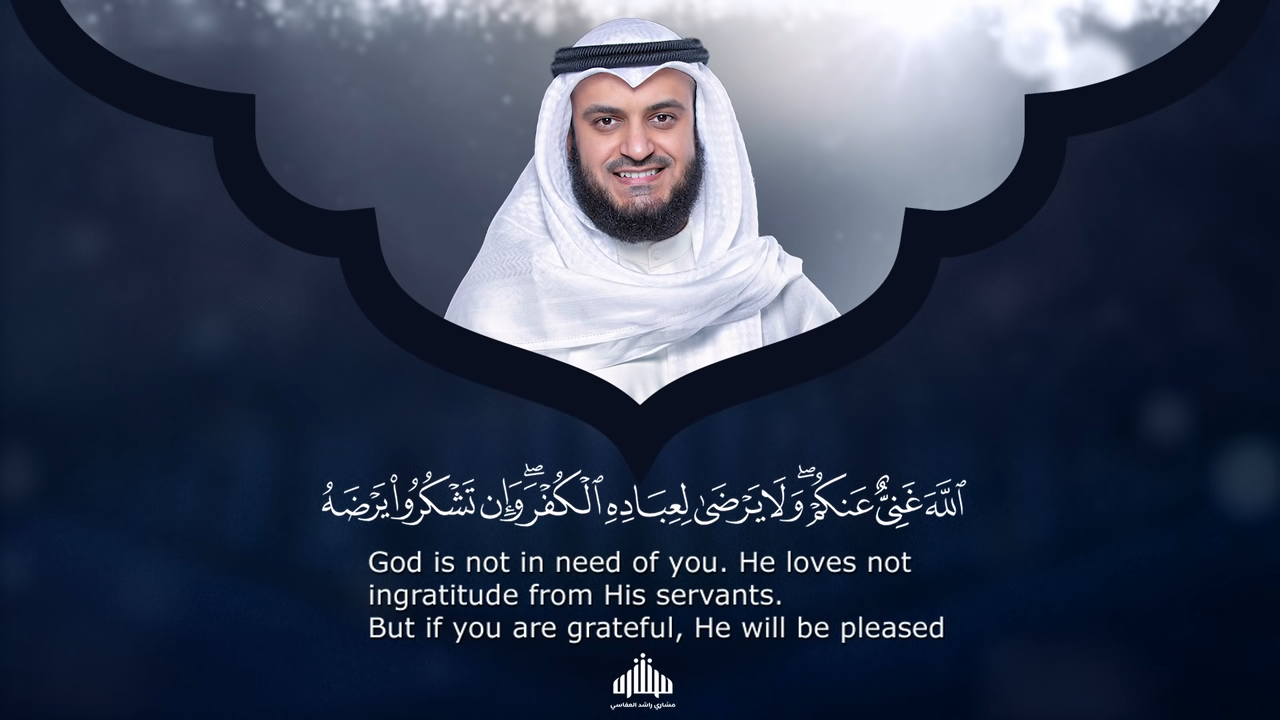 ٱللَّهَ غَنِىٌّ عَنكُمْ ۖ وَلَا يَرْضَىٰ لِعِبَادِهِ ٱلْكُفْرَ ۖ وَإِن تَشْكُرُوا۟ يَرْضَهُ
God is not in need of you. He loves not
ingratitude from His servants.
But if you are grateful, He will be pleased
مشاري راشد العفاسي